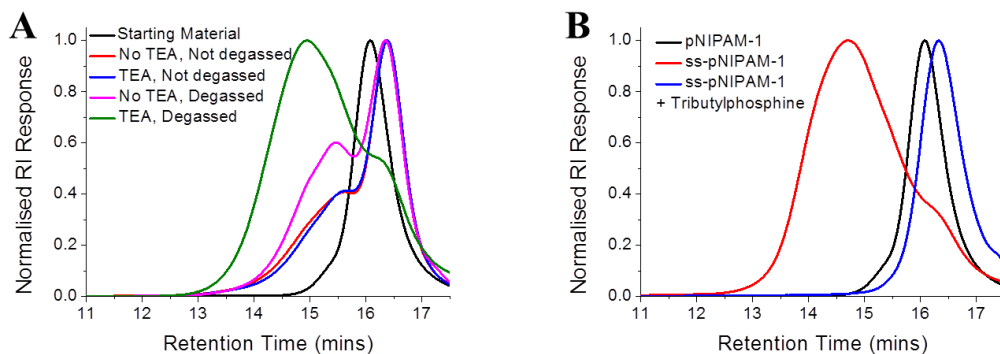 A
Normalised RI Response
1.0
0.8
0.6
0.4
0.2
0.0
11 12 13 14 15 16 17
Retention Time (mins)
Starting Material
No TEA, Not degassed
TEA, Not degassed
No TEA, Degassed
TEA, Degassed
B
Normalised RI Response
1.0
0.8
0.6
0.4
0.2
0.0
11 12 13 14 15 16 17
Retention Time (mins)
pNIPAM-1
ss-pNIPAM-1
ss-pNIPAM-1
+ Tributylphosphine